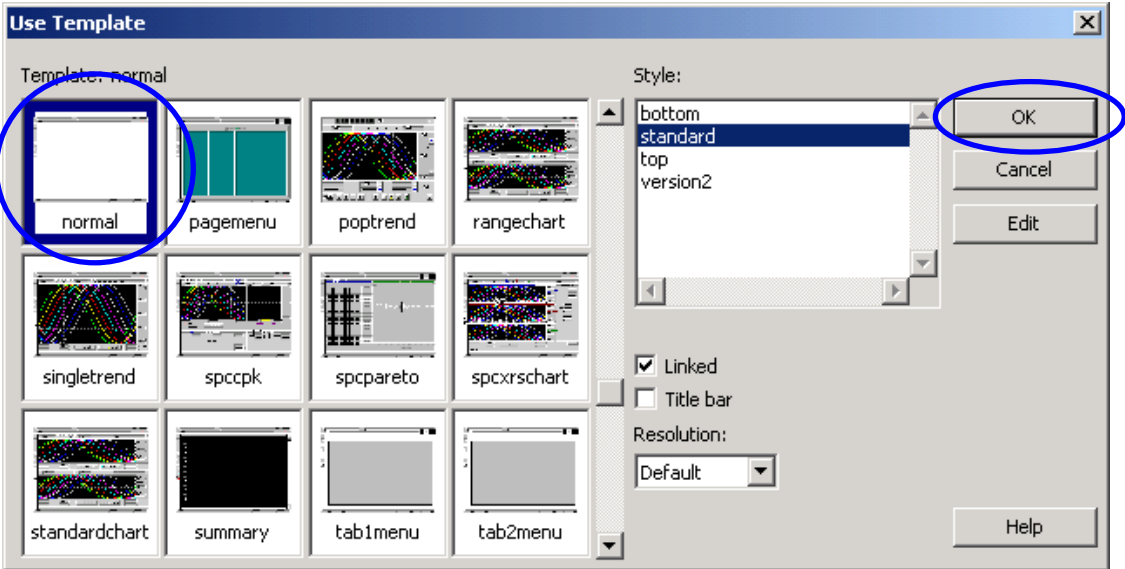 Use Template
Template: normal
normal
pagemenu
poptrend
rangechart
singletrend
spccpk
spcpareto
spcxrschart
standardchart
summary
tab1menu
tab2menu
Style:
bottom
standard
top
version2
Linked
Title bar
Resolution:
Default
OK
Cancel
Edit
Help